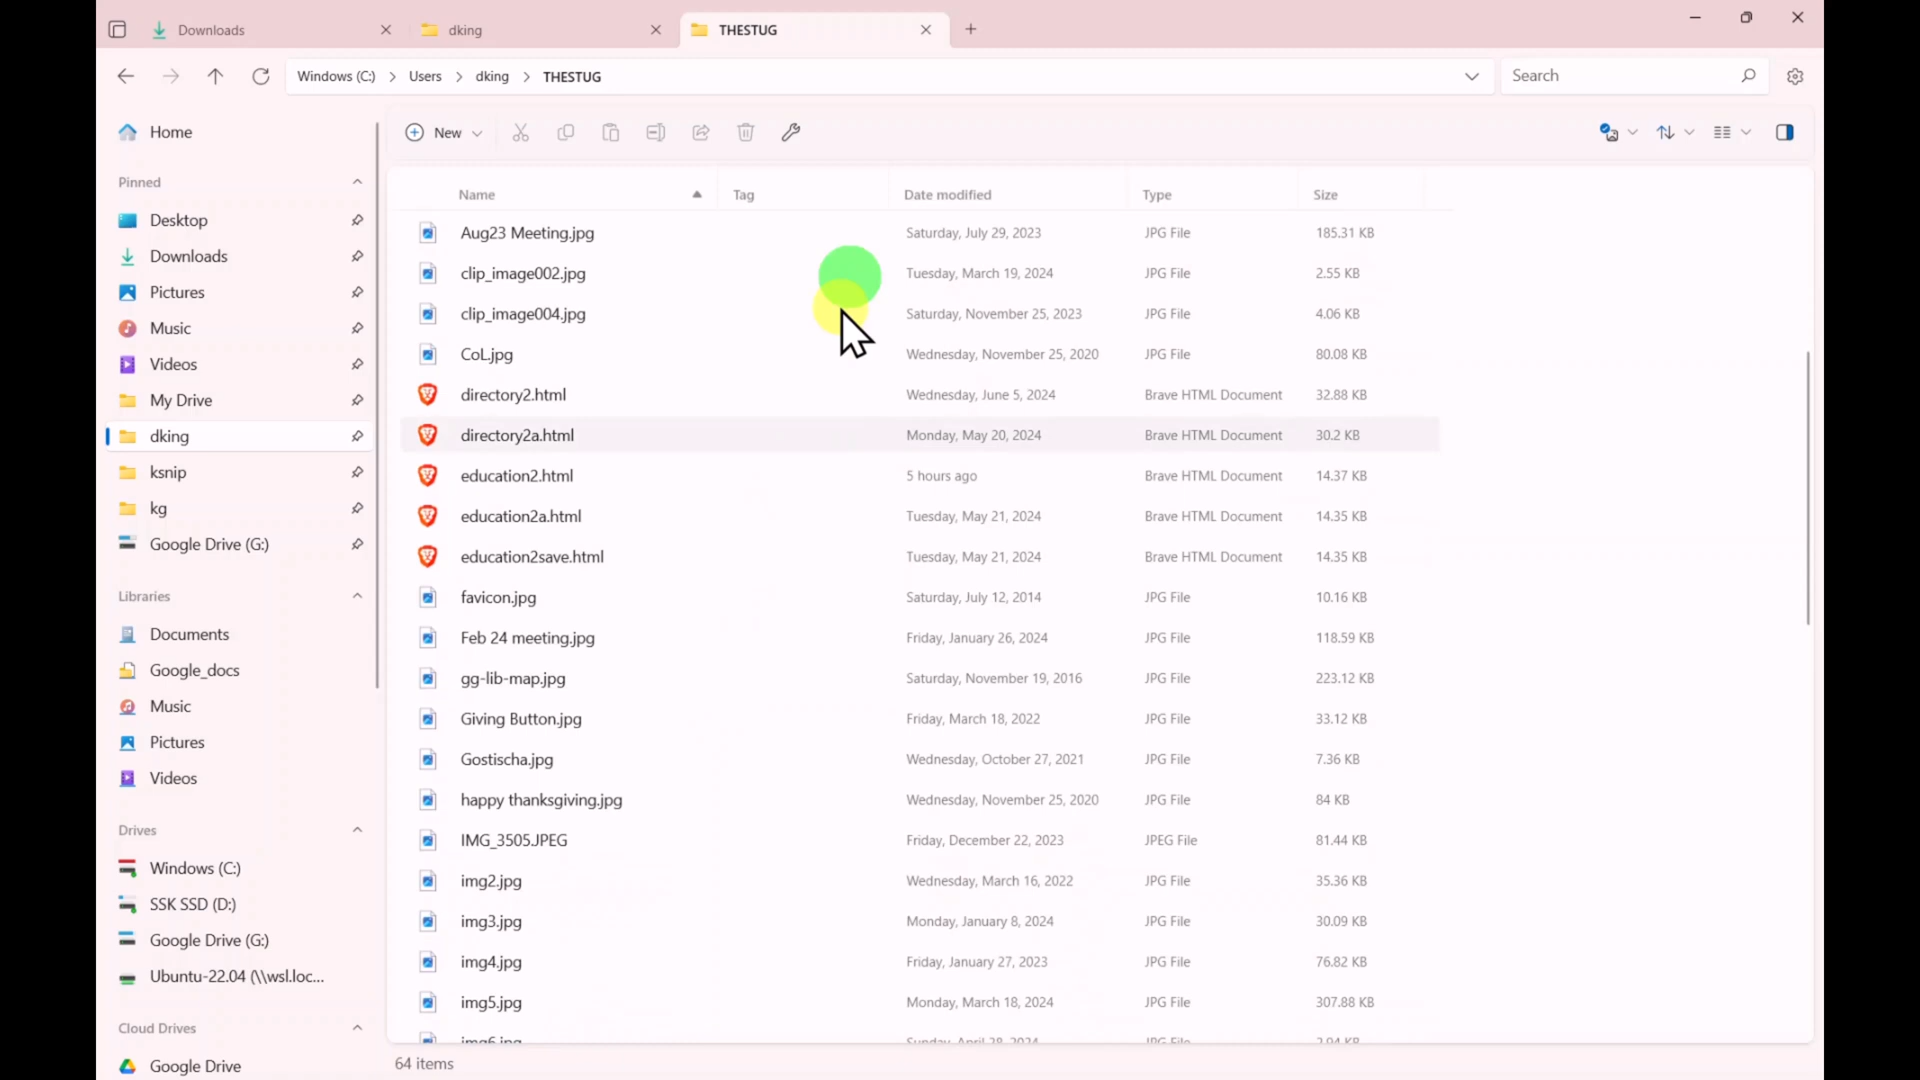 Downloads
dking
THESTUG
Windows (C:) > Users > dking > THESTUG
Search
Home
New
Pinned
Desktop
Downloads
Pictures
Music
Videos
My Drive
dking
ksnip
kg
Google Drive (G:)
Libraries
Documents
Google_docs
Music
Pictures
Videos
Drives
Windows (C:)
SSK SSD (D:)
Google Drive (G:)
Ubuntu-22.04 (\\wsl.loc...
Cloud Drives
Google Drive
Name Tag Date modified Type Size
Aug23 Meeting.jpg Saturday, July 29, 2023 JPG File 185.31 KB
clip_image002.jpg Tuesday, March 19, 2024 JPG File 2.55 KB
clip_image004.jpg Saturday, November 25, 2023 JPG File 4.06 KB
CoL.jpg Wednesday, November 25, 2020 JPG File 80.08 KB
directory2.html Wednesday, June 5, 2024 Brave HTML Document 32.88 KB
directory2a.html Monday, May 20, 2024 Brave HTML Document 30.2 KB
education2.html 5 hours ago Brave HTML Document 14.37 KB
education2a.html Tuesday, May 21, 2024 Brave HTML Document 14.35 KB
education2save.html Tuesday, May 21, 2024 Brave HTML Document 14.35 KB
favicon.jpg Saturday, July 12, 2014 JPG File 10.16 KB
Feb 24 meeting.jpg Friday, January 26, 2024 JPG File 118.59 KB
gg-lib-map.jpg Saturday, November 19, 2016 JPG File 223.12 KB
Giving Button.jpg Friday, March 18, 2022 JPG File 33.12 KB
Gostischa.jpg Wednesday, October 27, 2021 JPG File 7.36 KB
happy thanksgiving.jpg Wednesday, November 25, 2020 JPG File 84 KB
IMG_3505.JPEG Friday, December 22, 2023 JPEG File 81.44 KB
img2.jpg Wednesday, March 16, 2022 JPG File 35.36 KB
img3.jpg Monday, January 8, 2024 JPG File 30.09 KB
img4.jpg Friday, January 27, 2023 JPG File 76.82 KB
img5.jpg Monday, March 18, 2024 JPG File 307.88 KB
img6.jpg Sunday, April 28, 2024 JPG File 2.94 KB
64 items